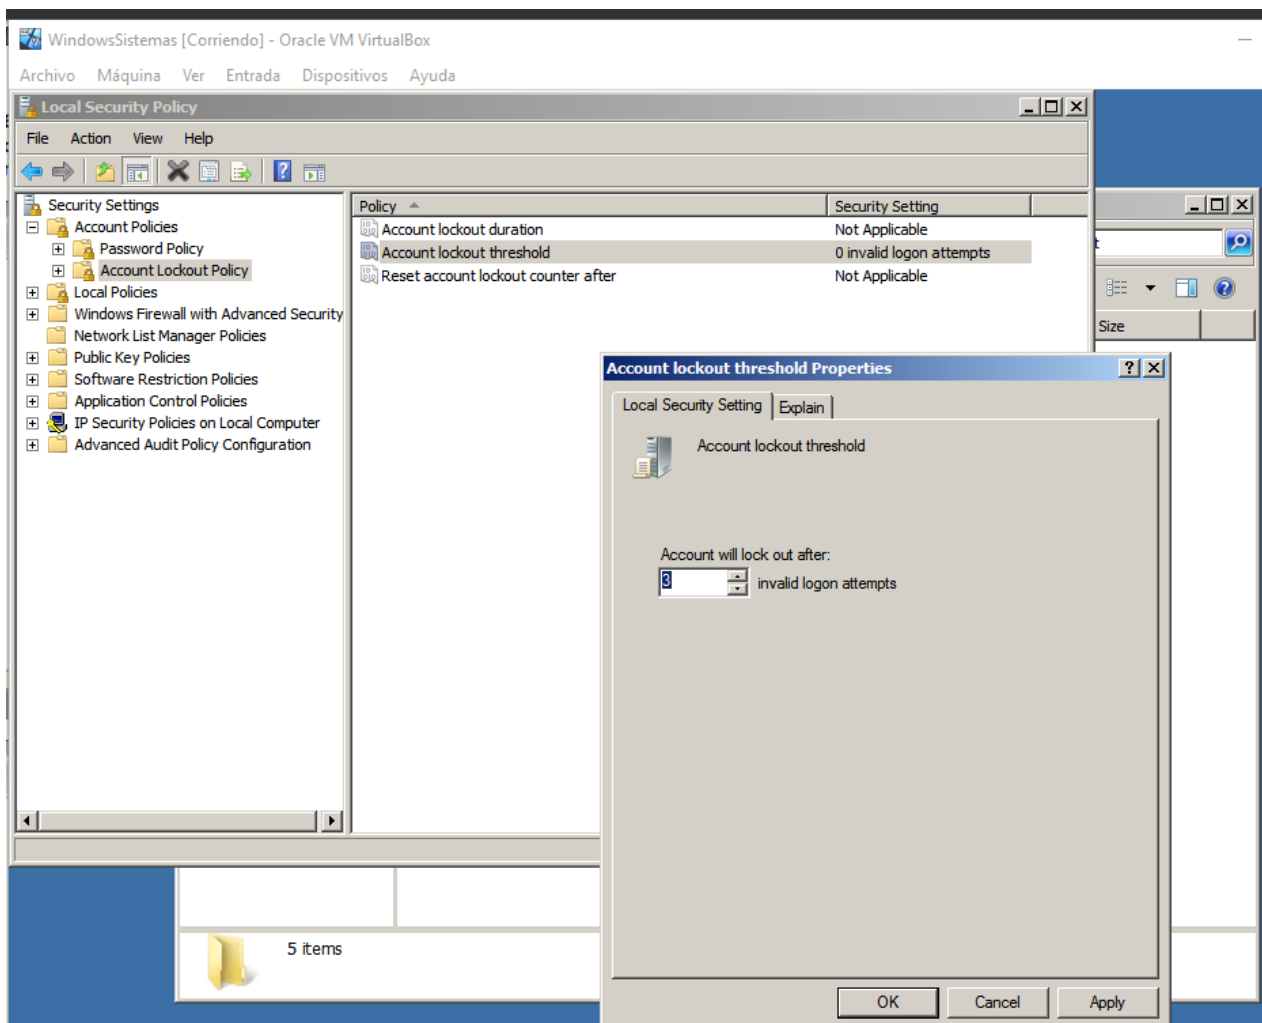 WindowsSistemas [Corriendo] - Oracle VM VirtualBox
Archivo Máquina Ver Entrada Dispositivos Ayuda
Local Security Policy
File Action View Help
Security Settings
Account Policies
Password Policy
Account Lockout Policy
Local Policies
Windows Firewall with Advanced Security
Network List Manager Policies
Public Key Policies
Software Restriction Policies
Application Control Policies
IP Security Policies on Local Computer
Advanced Audit Policy Configuration
Policy Security Setting
Account lockout duration Not Applicable
Account lockout threshold 0 invalid logon attempts
Reset account lockout counter after Not Applicable
t
Size
Account lockout threshold Properties
Local Security Setting Explain
Account lockout threshold
Account will lock out after:
3 invalid logon attempts
5 items
OK Cancel Apply